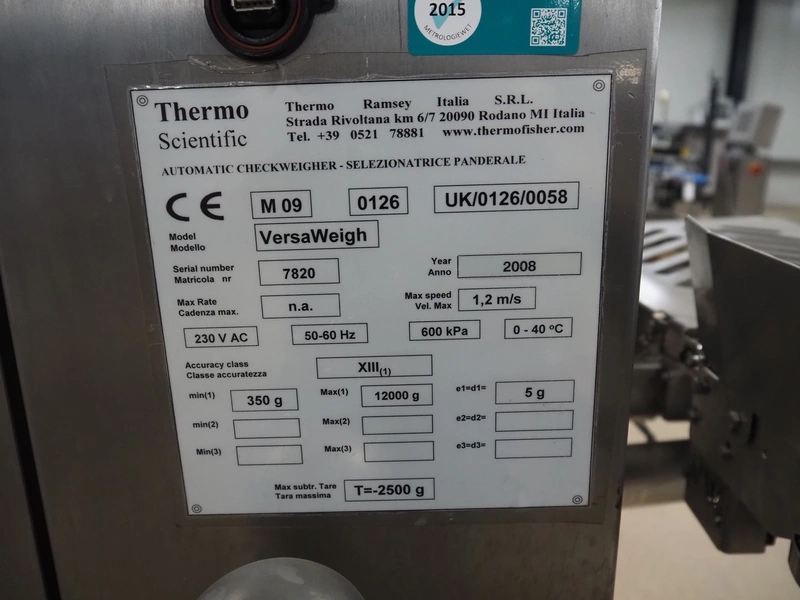 2015
METROLOGIEWET
Thermo
Scientific
Thermo Ramsey Italia S.R.L.
Strada Rivoltana km 6/7 20090 Rodano MI Italia
Tel. +39 0521 78881 www.thermofisher.com
AUTOMATIC CHECKWEIGHER - SELEZIONATRICE PANDERALE
CE M 09 0126 UK/0126/0058
Model
Modello
VersaWeigh
Serial number
Matricola nr
7820
Year
Anno
2008
Max Rate
Cadenza max.
n.a.
Max speed
Vel. Max
1,2 m/s
230 V AC 50-60 Hz 600 kPa 0 - 40 ºC
Accuracy class
Classe accuratezza
XIII(1)
min(1) 350 g Max(1) 12000 g e1=d1= 5 g
min(2) Max(2) e2=d2=
Min(3) Max(3) e3=d3=
Max subtr. Tare
Tara massima
T=-2500 g